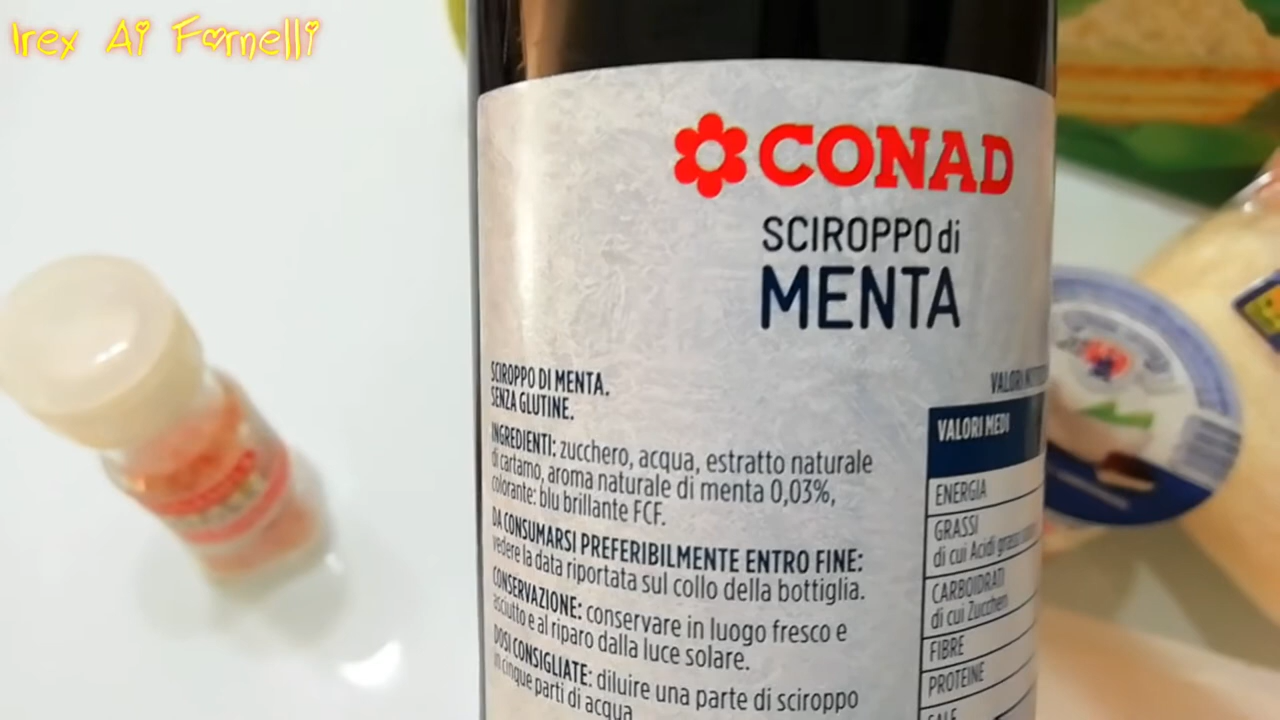 Irex Ai Fornelli
CONAD
SCIROPPO di
MENTA
SCIROPPO DI MENTA.
SENZA GLUTINE.
INGREDIENTI: zucchero, acqua, estratto naturale
di cartamo, aroma naturale di menta 0,03%,
colorante: blu brillante FCF.
DA CONSUMARSI PREFERIBILMENTE ENTRO FINE:
vedere la data riportata sul collo della bottiglia.
CONSERVAZIONE: conservare in luogo fresco e
asciutto e al riparo dalla luce solare.
DOSI CONSIGLIATE: diluire una parte di sciroppo
in cinque parti di acqua
VALORI
VALORI MEDI
ENERGIA
GRASSI
di cui Acidi grassi
CARBOIDRATI
di cui Zuccheri
FIBRE
PROTEINE
SALE